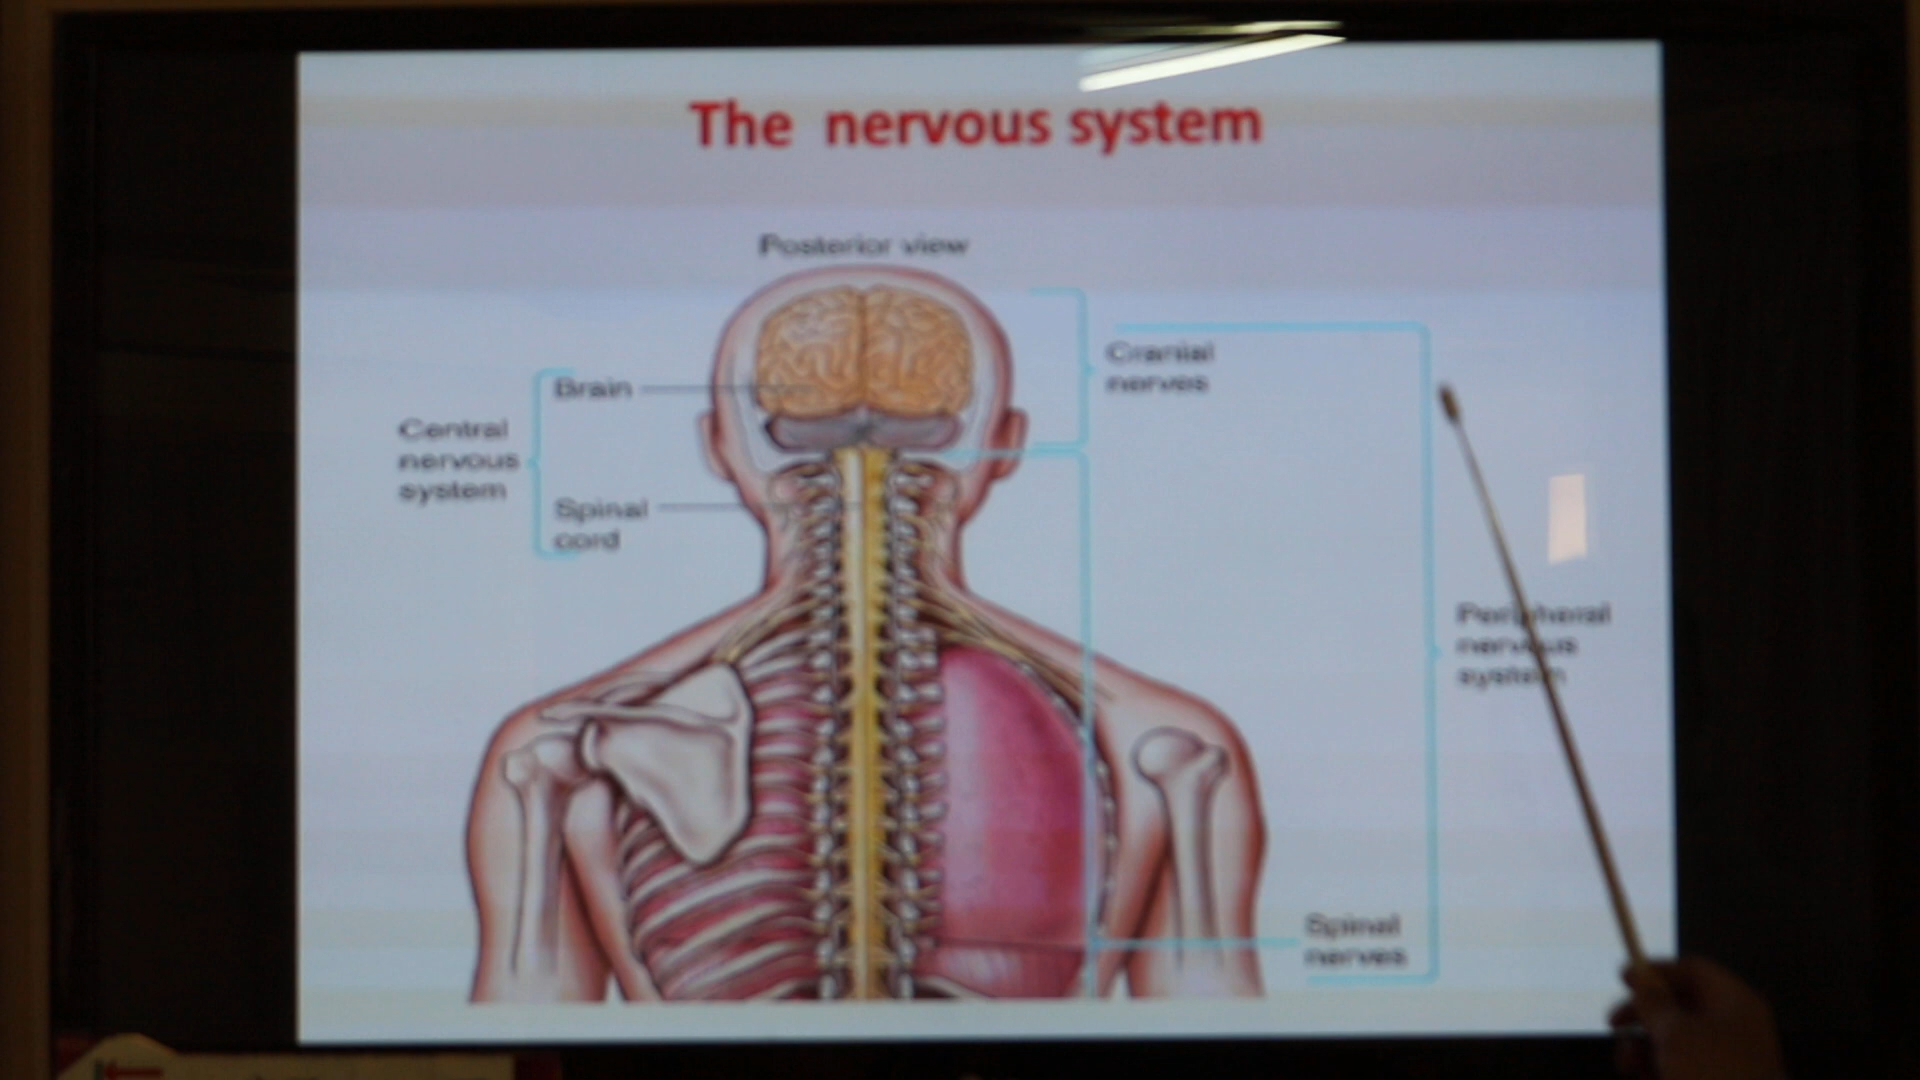 The nervous system
Posterior view
Cranial
nerves
Brain
Central
nervous
system
Spinal
cord
Peripheral
nervous
system
Spinal
nerves